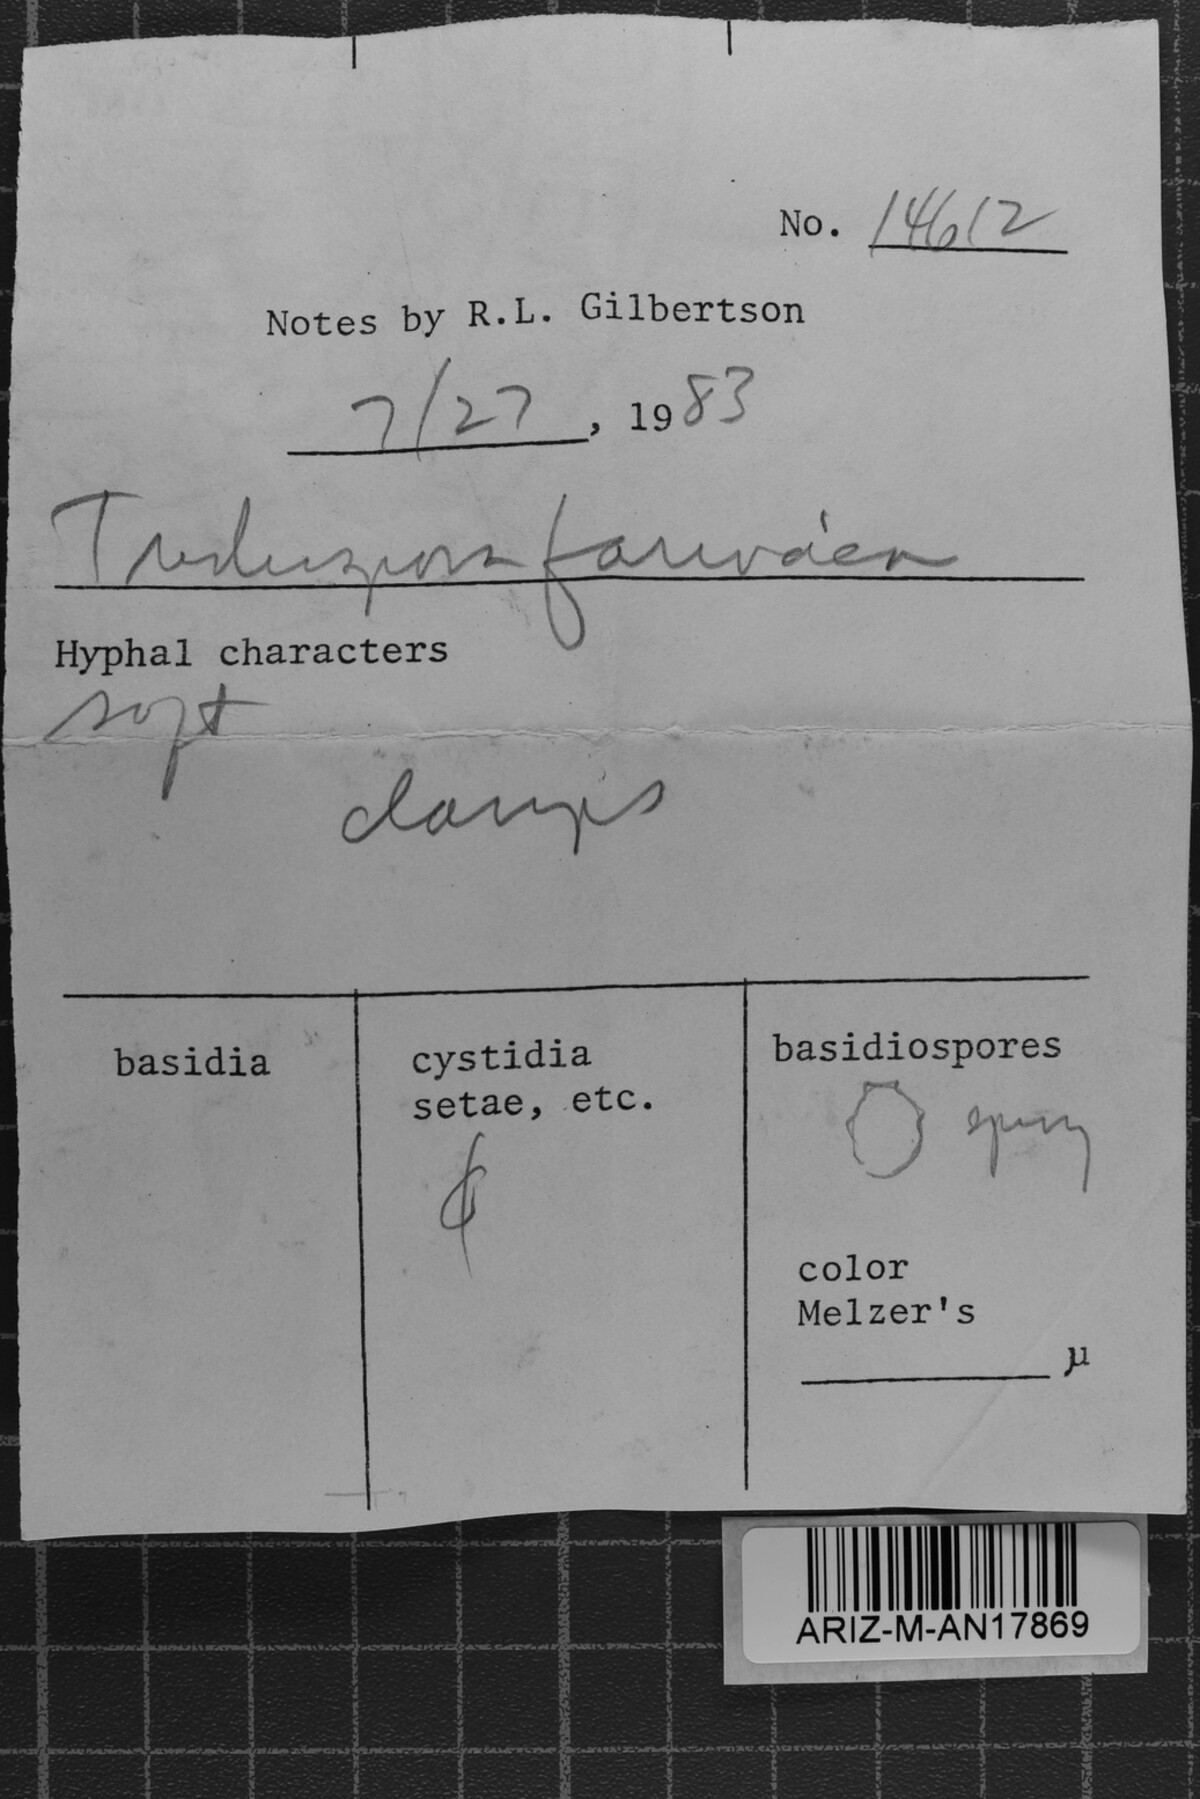 No. 14612
Notes by R.L. Gilbertson
7/27, 1983
Trechispora farinacea
Hyphal characters
soft
clamps
basidia
cystidia
setae, etc.
basidiospores
spiny
color
Melzer's
µ
ARIZ-M-AN17869